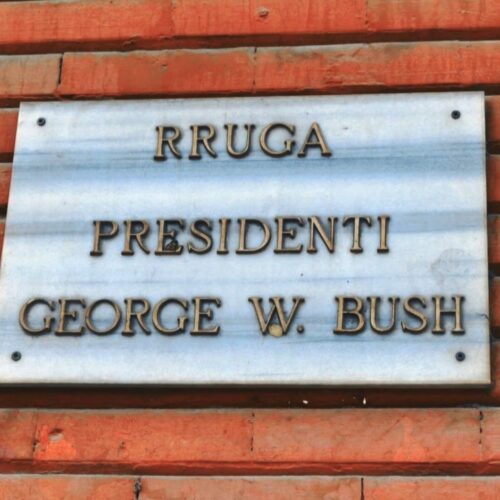 RRUGA
PRESIDENTI
GEORGE W. BUSH